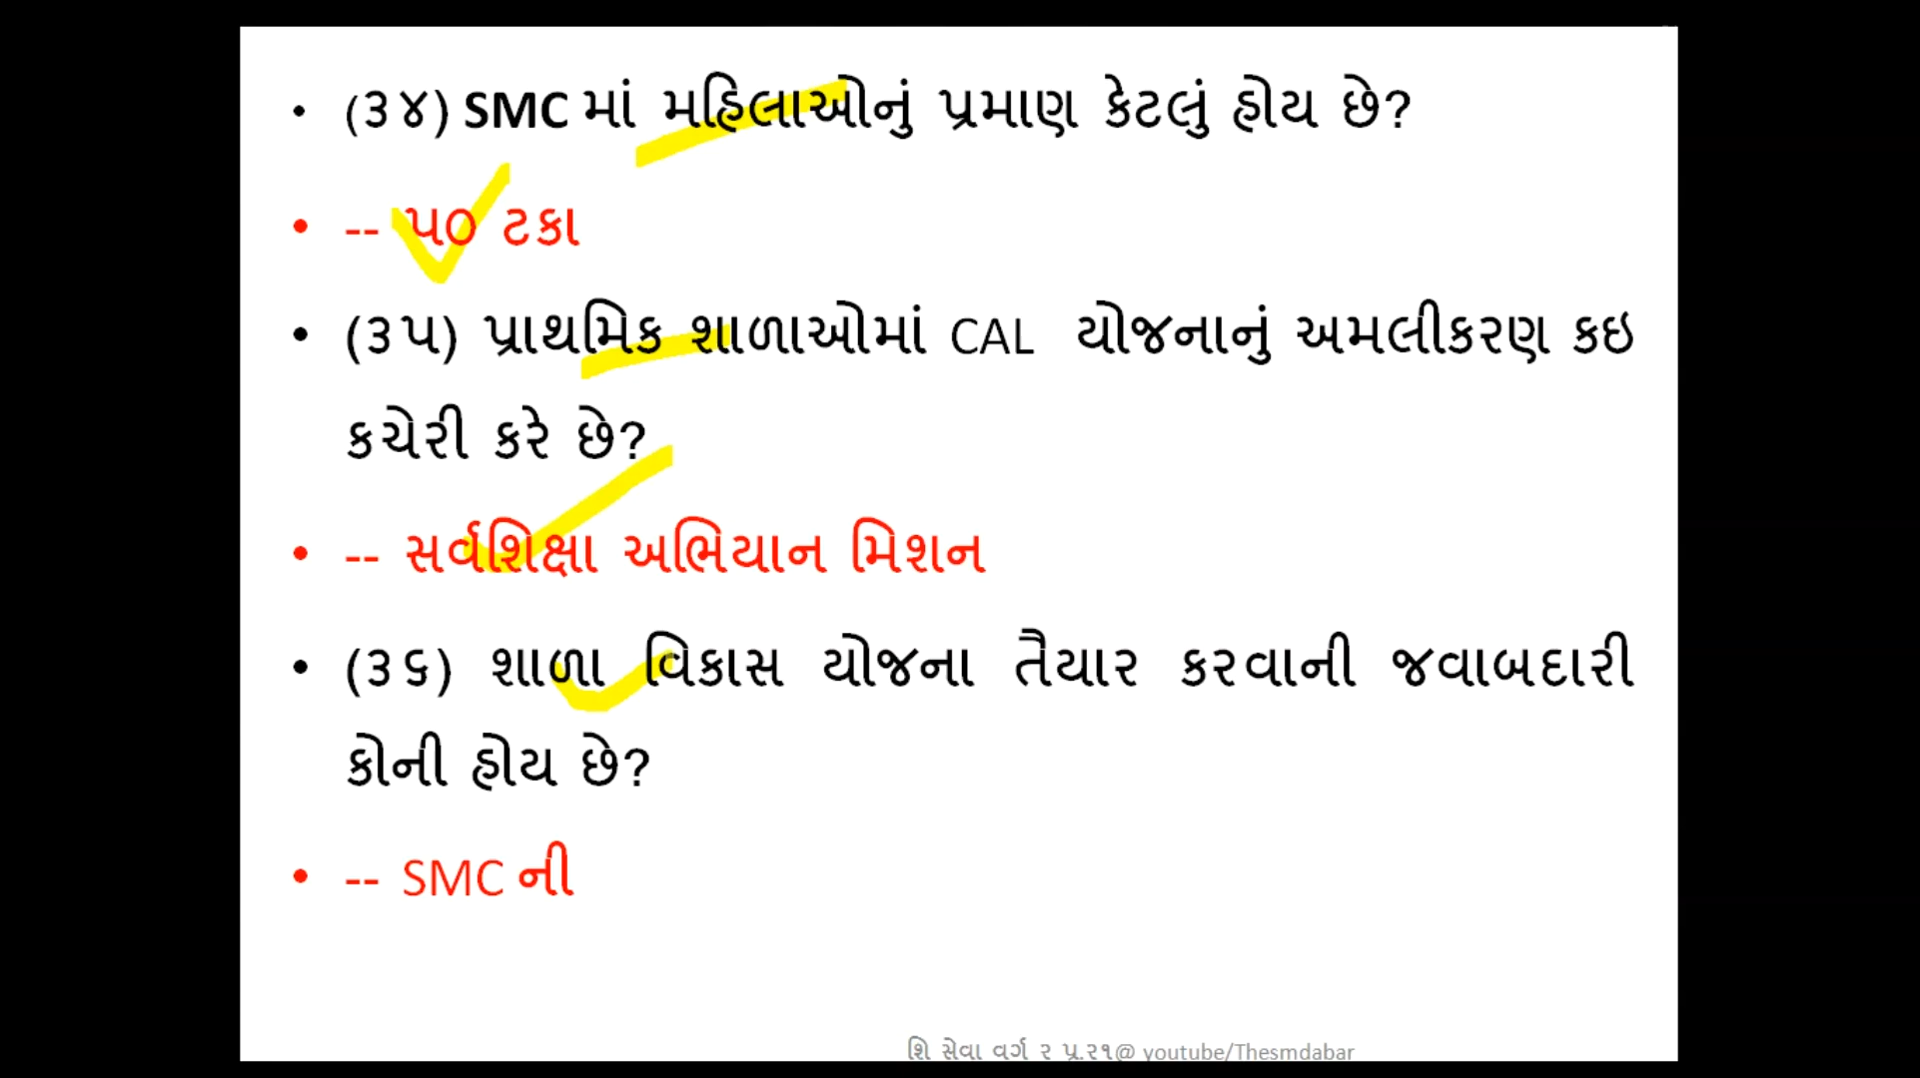 • (૩૪) SMC માં મહિલાઓનું પ્રમાણ કેટલું હોય છે?
• -- ૫૦ ટકા
• (૩૫) પ્રાથમિક શાળાઓમાં CAL યોજનાનું અમલીકરણ કઇ
કચેરી કરે છે?
• -- સર્વશિક્ષા અભિયાન મિશન
• (૩૬) શાળા વિકાસ યોજના તૈયાર કરવાની જવાબદારી
કોની હોય છે?
• -- SMC ની
શિ સેવા વર્ગ ૨ પ્ર.૨૧@ youtube/Thesmdabar